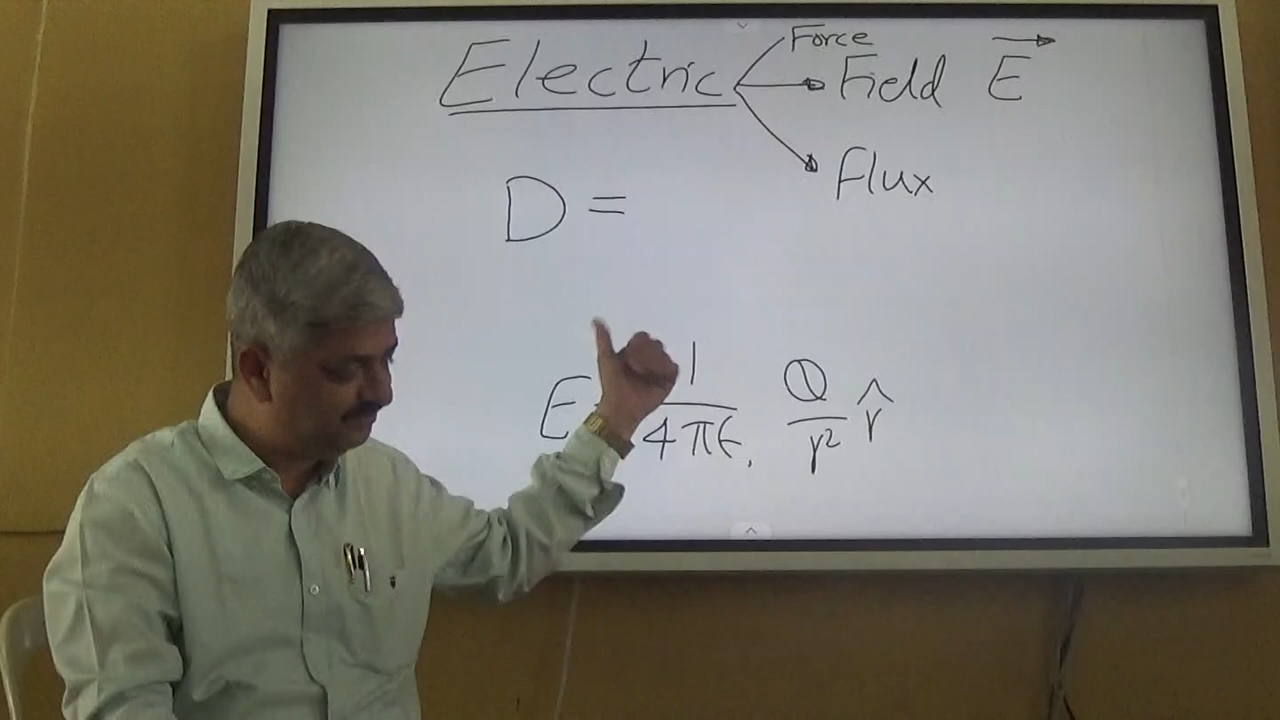 Electric
Force
Field E
Flux
D =
E 1/4πϵ. Q/r² r̂